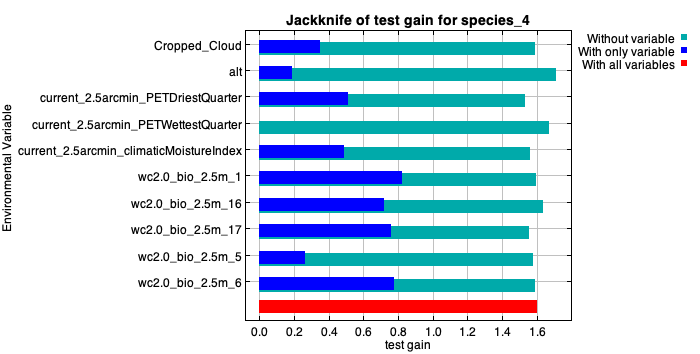 Jackknife of test gain for species_4
Without variable
With only variable
With all variables
Environmental Variable
Cropped_Cloud
alt
current_2.5arcmin_PETDriestQuarter
current_2.5arcmin_PETWettestQuarter
current_2.5arcmin_climaticMoistureIndex
wc2.0_bio_2.5m_1
wc2.0_bio_2.5m_16
wc2.0_bio_2.5m_17
wc2.0_bio_2.5m_5
wc2.0_bio_2.5m_6
0.0 0.2 0.4 0.6 0.8 1.0 1.2 1.4 1.6
test gain